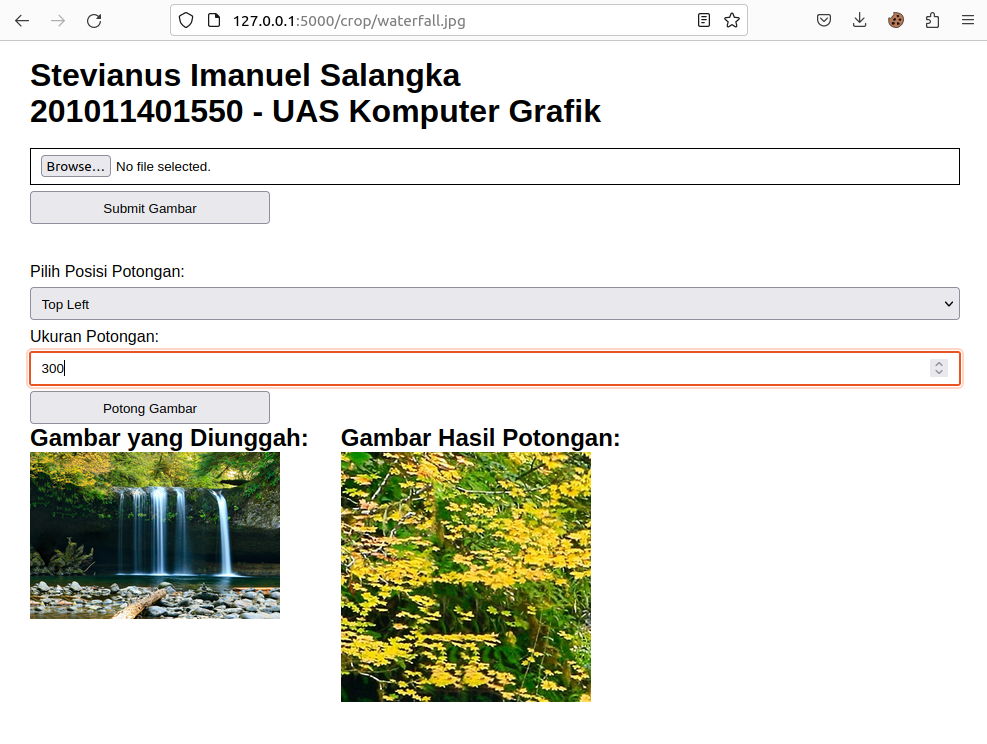 127.0.0.1:5000/crop/waterfall.jpg
Stevianus Imanuel Salangka
201011401550 - UAS Komputer Grafik
Browse... No file selected.
Submit Gambar
Pilih Posisi Potongan:
Top Left
Ukuran Potongan:
300
Potong Gambar
Gambar yang Diunggah: Gambar Hasil Potongan: